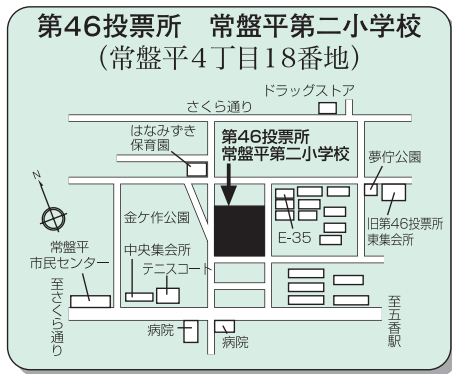 第46投票所 常盤平第二小学校
(常盤平4丁目18番地)
ドラッグストア
さくら通り
はなみずき
保育園
第46投票所
常盤平第二小学校
夢佇公園
N
金ケ作公園
E-35
旧第46投票所
東集会所
常盤平
市民センター
中央集会所
テニスコート
至さくら通り
至五香駅
病院
病院